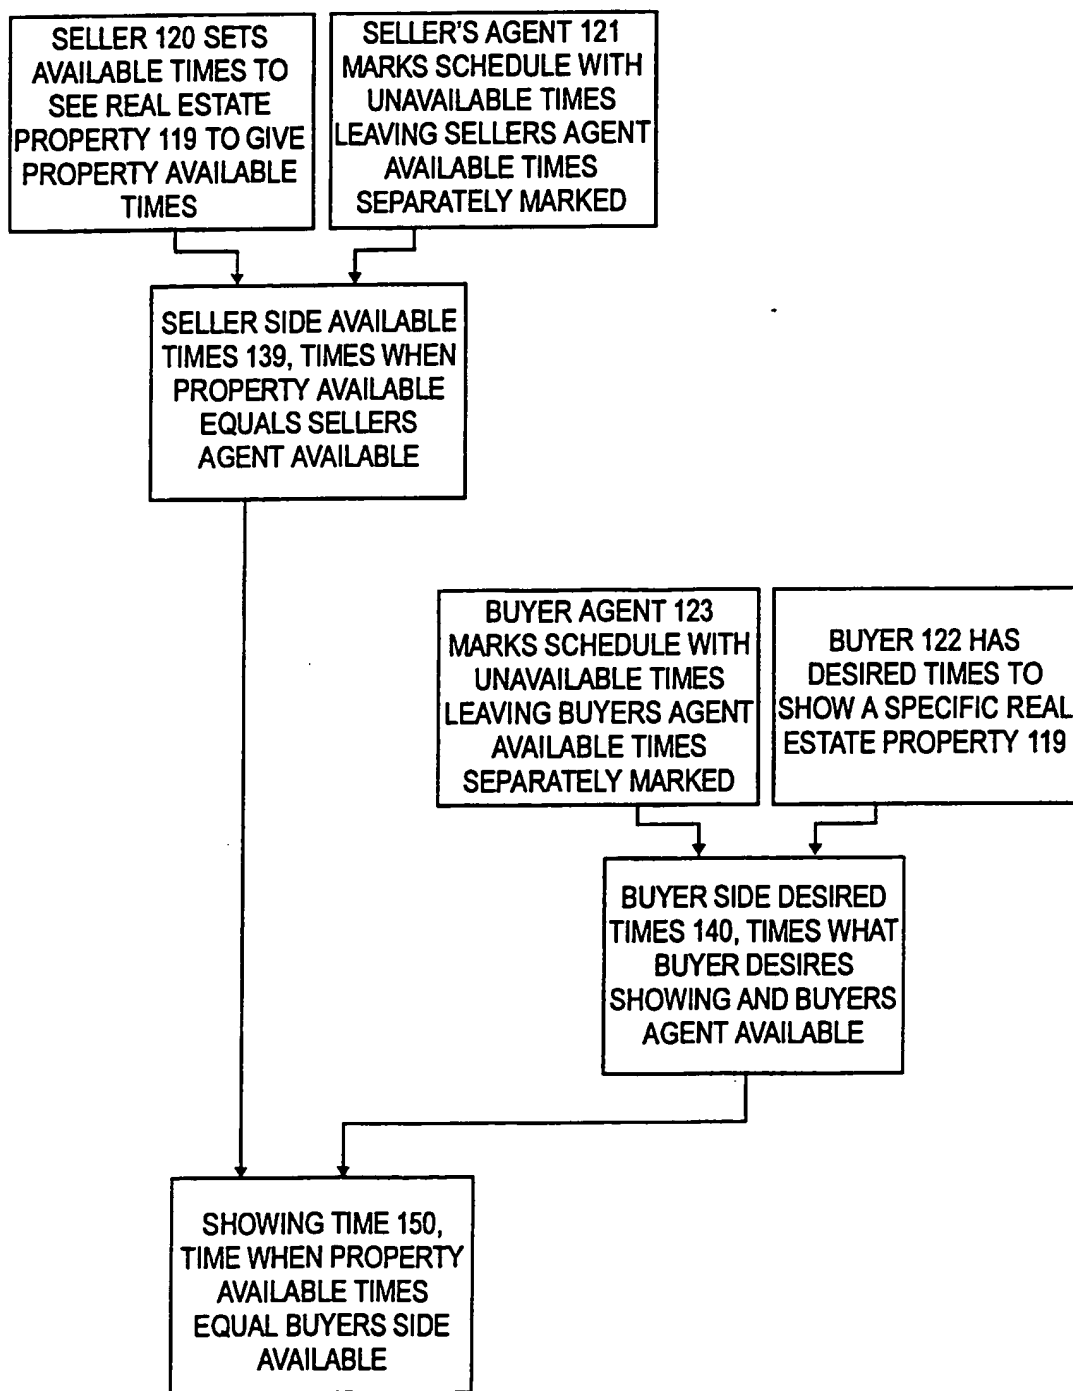 SELLER 120 SETS
AVAILABLE TIMES TO
SEE REAL ESTATE
PROPERTY 119 TO GIVE
PROPERTY AVAILABLE
TIMES
SELLER'S AGENT 121
MARKS SCHEDULE WITH
UNAVAILABLE TIMES
LEAVING SELLERS AGENT
AVAILABLE TIMES
SEPARATELY MARKED
SELLER SIDE AVAILABLE
TIMES 139, TIMES WHEN
PROPERTY AVAILABLE
EQUALS SELLERS
AGENT AVAILABLE
BUYER AGENT 123
MARKS SCHEDULE WITH
UNAVAILABLE TIMES
LEAVING BUYERS AGENT
AVAILABLE TIMES
SEPARATELY MARKED
BUYER 122 HAS
DESIRED TIMES TO
SHOW A SPECIFIC REAL
ESTATE PROPERTY 119
BUYER SIDE DESIRED
TIMES 140, TIMES WHAT
BUYER DESIRES
SHOWING AND BUYERS
AGENT AVAILABLE
SHOWING TIME 150,
TIME WHEN PROPERTY
AVAILABLE TIMES
EQUAL BUYERS SIDE
AVAILABLE